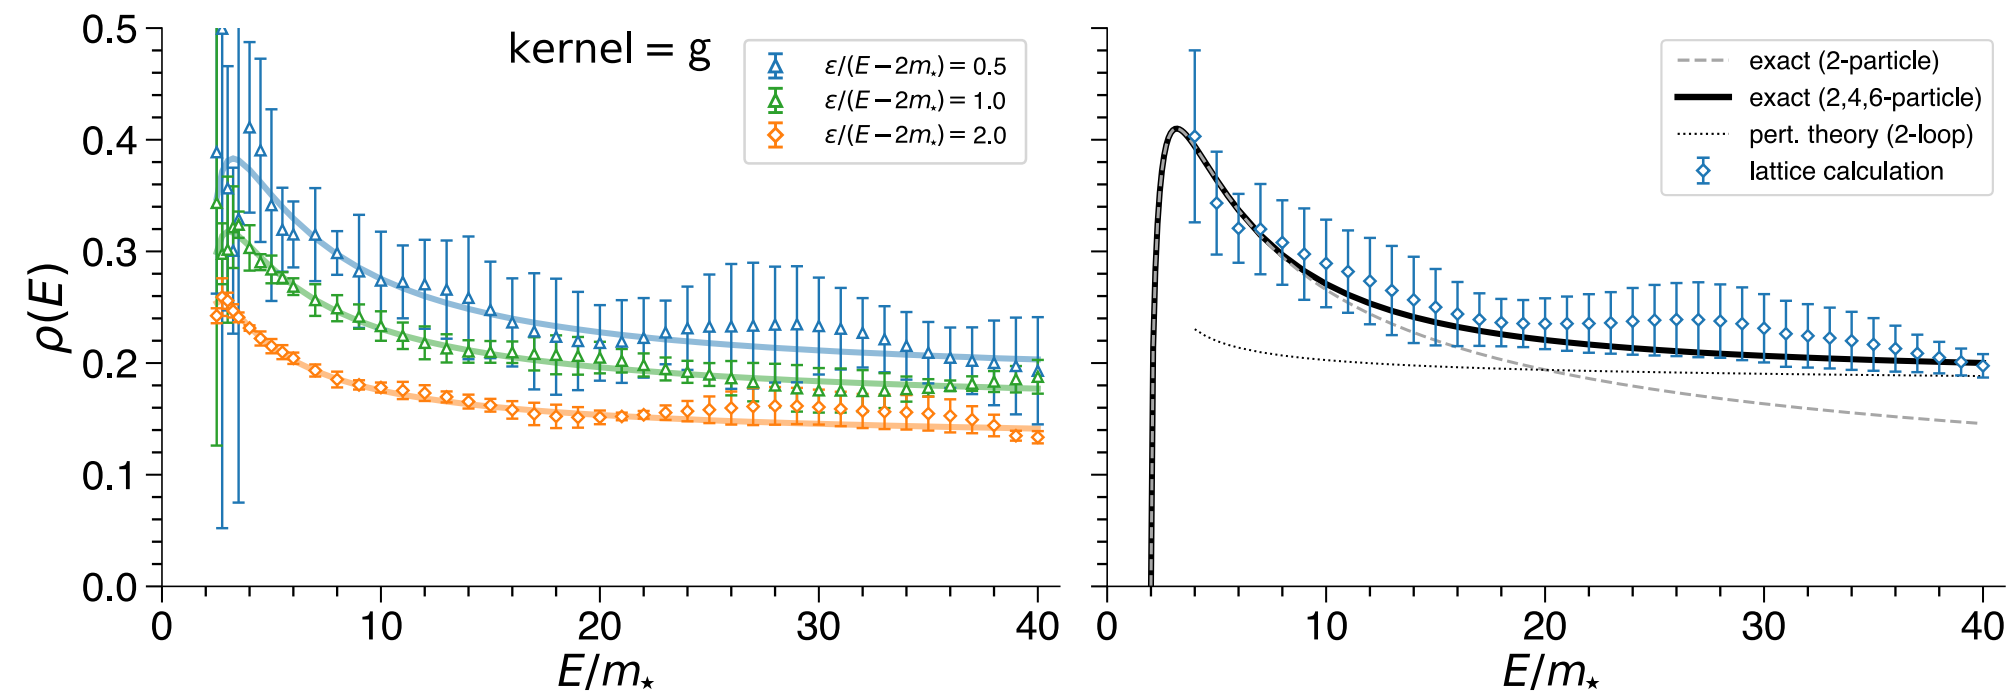 kernel = g
ε/(E − 2m⋆) = 0.5
ε/(E − 2m⋆) = 1.0
ε/(E − 2m⋆) = 2.0
ρ(E)
0.5
0.4
0.3
0.2
0.1
0.0
0 10 20 30 40
E/m⋆
exact (2-particle)
exact (2,4,6-particle)
pert. theory (2-loop)
lattice calculation
0 10 20 30 40
E/m⋆